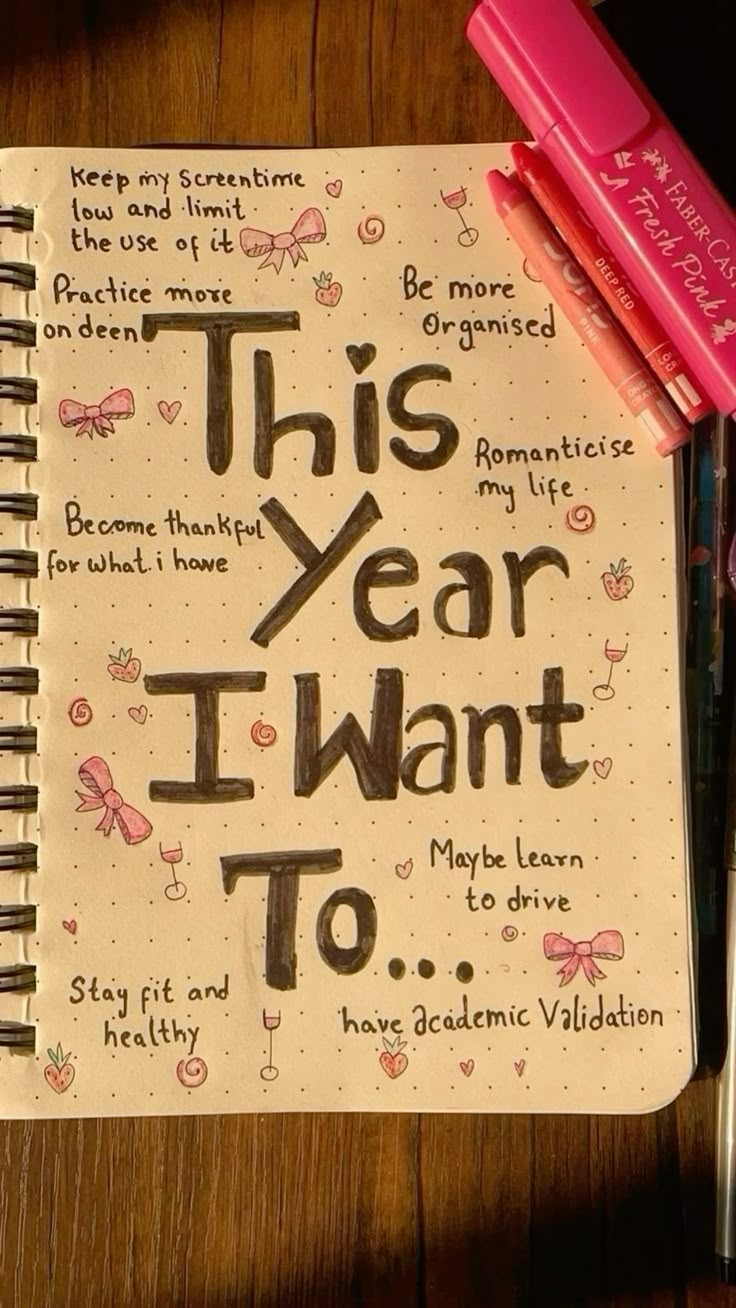 Keep my Screentime
low and limit
the use of it
Practice more
on deen
Be more
Organised
This
Romanticise
my life
Become thankful
for what i have
Year
I Want
To...
Maybe learn
to drive
Stay fit and
healthy
have academic Validation
FABER-CAST
Fresh Pink
DEEP RED
PINK